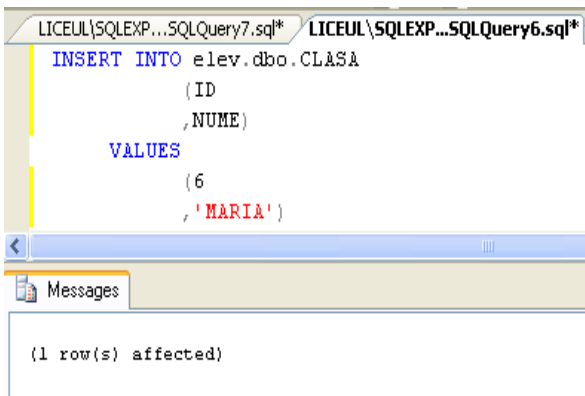 LICEUL\SQLEXP...SQLQuery7.sql* LICEUL\SQLEXP...SQLQuery6.sql*
INSERT INTO elev.dbo.CLASA
(ID
,NUME)
VALUES
(6
,'MARIA')
Messages
(1 row(s) affected)